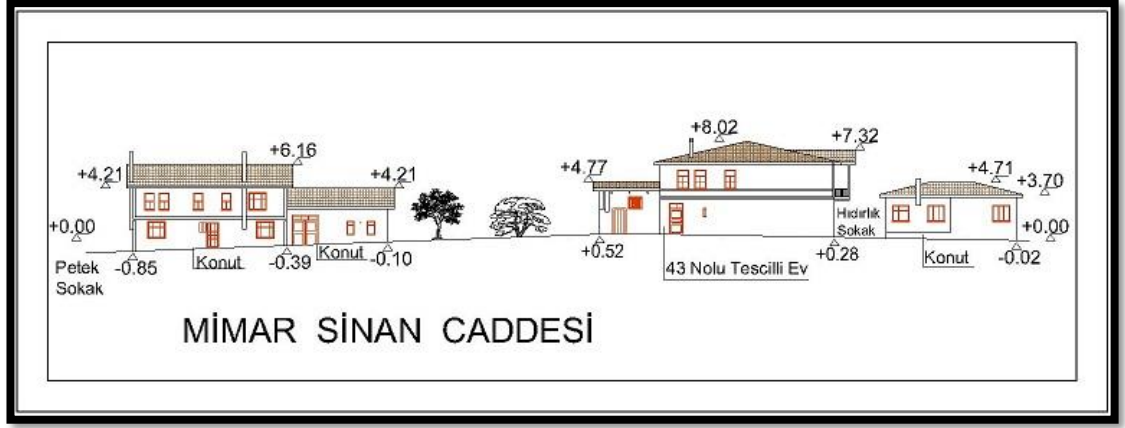 +8.02
+7.32
+6.16
+4.21
+4.21
+4.77
+4.71
+3.70
+0.00
Hıdırlık
Sokak
+0.00
Petek
Sokak
-0.85
Konut
-0.39
Konut
-0.10
+0.52
43 Nolu Tescilli Ev
+0.28
Konut
-0.02
MİMAR SİNAN CADDESİ